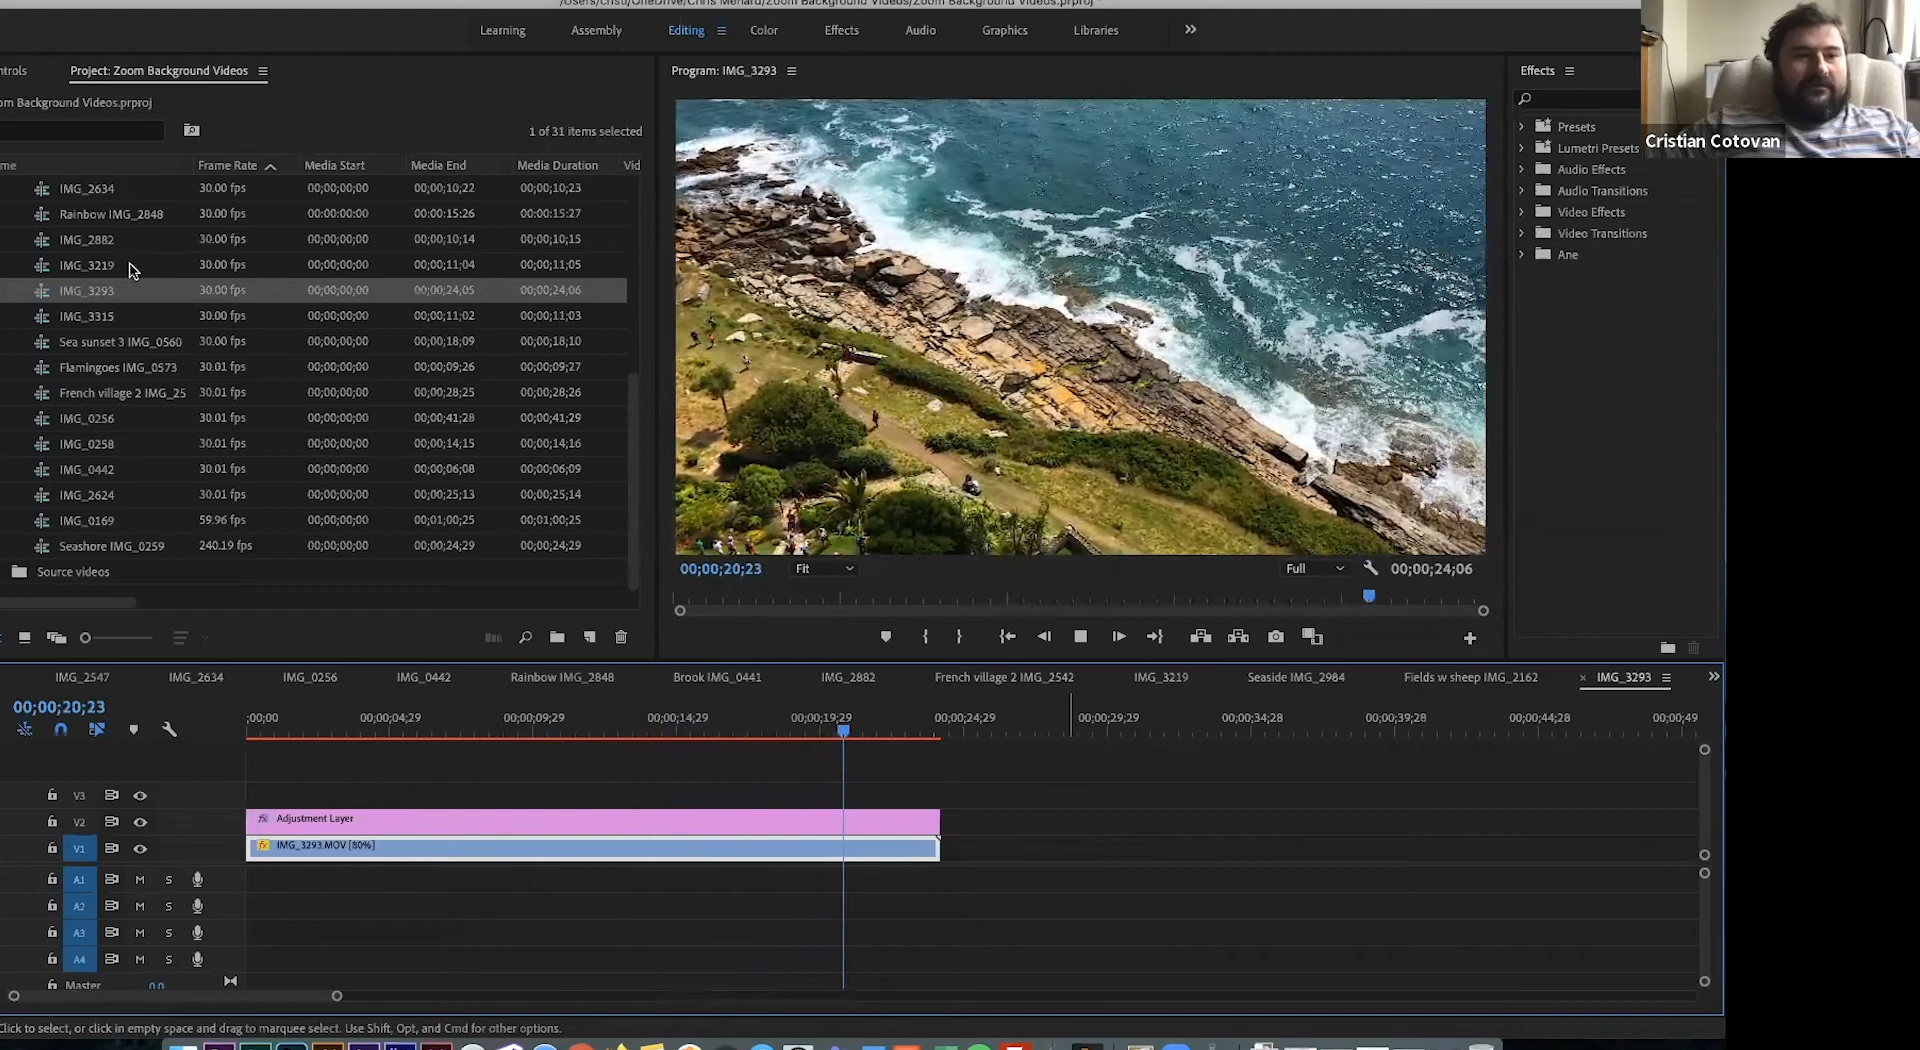 /Users/cristi/OneDrive/Chris Menard/Zoom Background Videos/Zoom Background Videos.prproj *
Learning Assembly Editing Color Effects Audio Graphics Libraries
ntrols Project: Zoom Background Videos
om Background Videos.prproj
1 of 31 items selected
me Frame Rate Media Start Media End Media Duration Vid
IMG_2634 30.00 fps 00;00;00;00 00;00;10;22 00;00;10;23
Rainbow IMG_2848 30.00 fps 00:00:00:00 00:00:15:26 00:00:15:27
IMG_2882 30.00 fps 00;00;00;00 00;00;10;14 00;00;10;15
IMG_3219 30.00 fps 00;00;00;00 00;00;11;04 00;00;11;05
IMG_3293 30.00 fps 00;00;00;00 00;00;24;05 00;00;24;06
IMG_3315 30.00 fps 00;00;00;00 00;00;11;02 00;00;11;03
Sea sunset 3 IMG_0560 30.00 fps 00;00;00;00 00;00;18;09 00;00;18;10
Flamingoes IMG_0573 30.01 fps 00;00;00;00 00;00;09;26 00;00;09;27
French village 2 IMG_25 30.01 fps 00;00;00;00 00;00;28;25 00;00;28;26
IMG_0256 30.01 fps 00;00;00;00 00;00;41;28 00;00;41;29
IMG_0258 30.01 fps 00;00;00;00 00;00;14;15 00;00;14;16
IMG_0442 30.01 fps 00;00;00;00 00;00;06;08 00;00;06;09
IMG_2624 30.01 fps 00;00;00;00 00;00;25;13 00;00;25;14
IMG_0169 59.96 fps 00;00;00;00 00;01;00;25 00;01;00;25
Seashore IMG_0259 240.19 fps 00;00;00;00 00;00;24;29 00;00;24;29
Source videos
Program: IMG_3293
00;00;20;23 Fit Full 00;00;24;06
Effects
Presets
Lumetri Presets
Audio Effects
Audio Transitions
Video Effects
Video Transitions
Ane
Cristian Cotovan
IMG_2547 IMG_2634 IMG_0256 IMG_0442 Rainbow IMG_2848 Brook IMG_0441 IMG_2882 French village 2 IMG_2542 IMG_3219 Seaside IMG_2984 Fields w sheep IMG_2162 × IMG_3293
00;00;20;23
;00;00 00;00;04;29 00;00;09;29 00;00;14;29 00;00;19;29 00;00;24;29 00;00;29;29 00;00;34;28 00;00;39;28 00;00;44;28 00;00;49
V3
V2 fx Adjustment Layer
V1 fx IMG_3293.MOV [80%]
A1 M S
A2 M S
A3 M S
A4 M S
Master 0.0
Click to select, or click in empty space and drag to marquee select. Use Shift, Opt, and Cmd for other options.